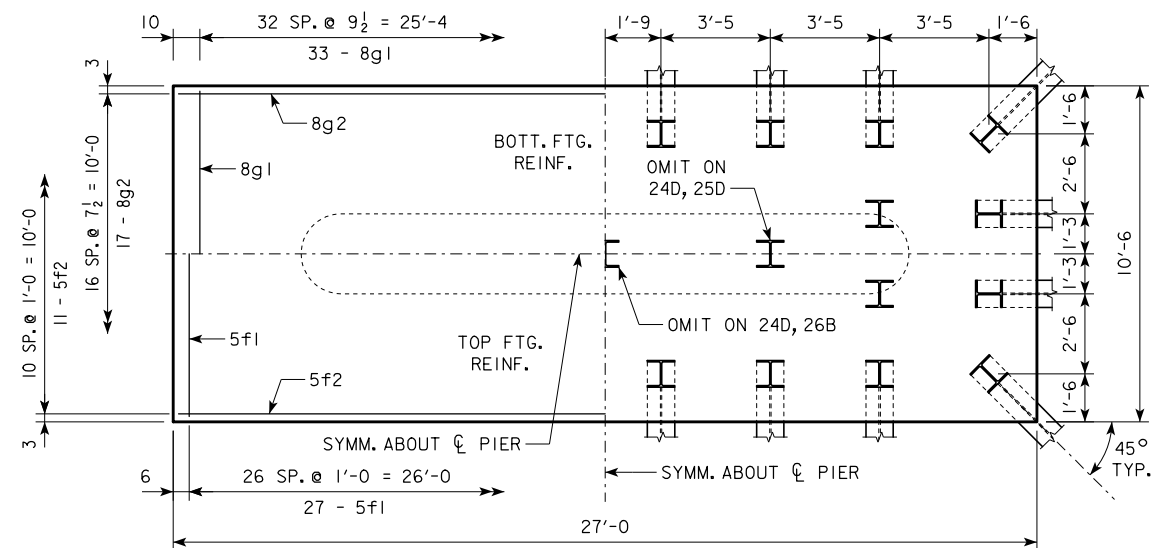 10
32 SP. @ 9 1/2 = 25'-4
33 - 8g1
1'-9
3'-5
3'-5
3'-5
1'-6
3
8g2
BOTT. FTG.
REINF.
8g1
OMIT ON
24D, 25D
16 SP. @ 7 1/2 = 10'-0
17 - 8g2
10 SP. @ 1'-0 = 10'-0
11 - 5f2
1'-6
2'-6
1'-3
1'-3
2'-6
1'-6
10'-6
5f1
TOP FTG.
REINF.
OMIT ON 24D, 26B
5f2
3
SYMM. ABOUT ℄ PIER
45°
TYP.
6
26 SP. @ 1'-0 = 26'-0
27 - 5f1
SYMM. ABOUT ℄ PIER
27'-0